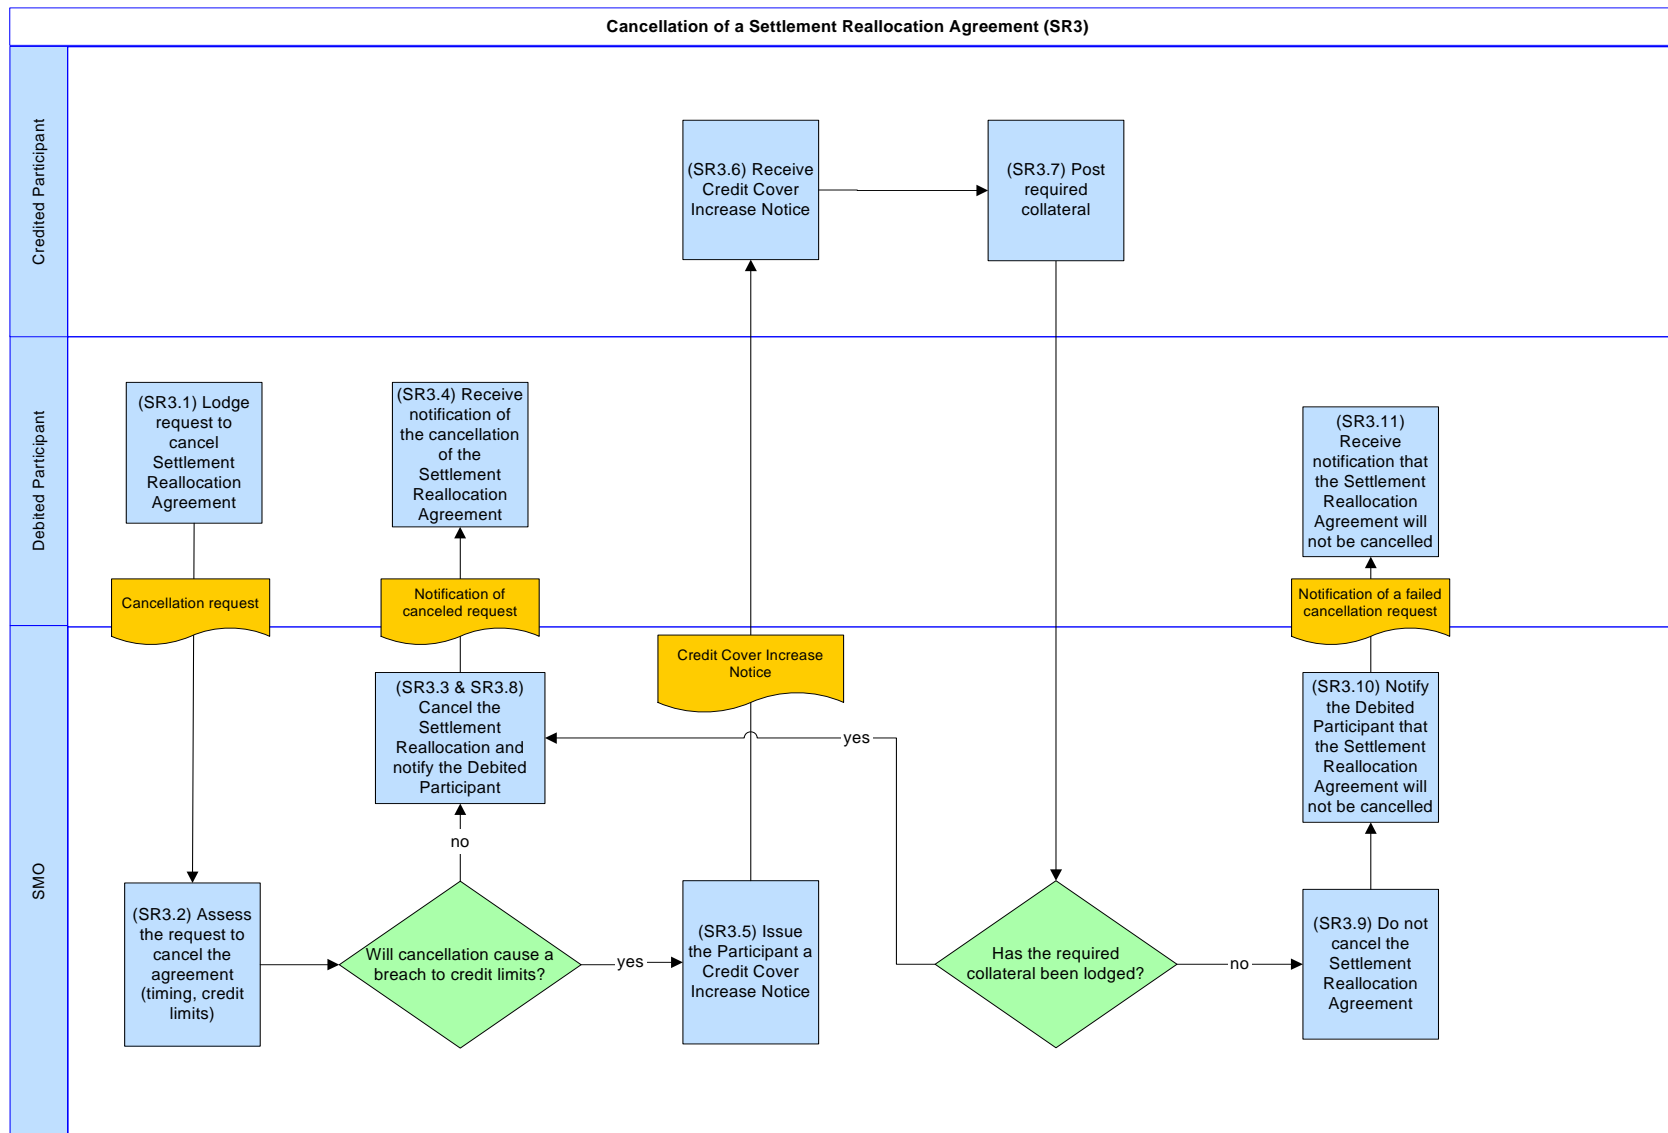 Cancellation of a Settlement Reallocation Agreement (SR3)
Credited Participant
(SR3.6) Receive
Credit Cover
Increase Notice
(SR3.7) Post
required
collateral
Debited Participant
(SR3.1) Lodge
request to
cancel
Settlement
Reallocation
Agreement
(SR3.4) Receive
notification of
the cancellation
of the
Settlement
Reallocation
Agreement
(SR3.11)
Receive
notification that
the Settlement
Reallocation
Agreement will
not be cancelled
Cancellation request
Notification of
canceled request
Notification of a failed
cancellation request
SMO
Credit Cover Increase
Notice
(SR3.3 & SR3.8)
Cancel the
Settlement
Reallocation and
notify the Debited
Participant
yes
(SR3.10) Notify
the Debited
Participant that
the Settlement
Reallocation
Agreement will
not be cancelled
no
(SR3.2) Assess
the request to
cancel the
agreement
(timing, credit
limits)
Will cancellation cause a
breach to credit limits?
yes
(SR3.5) Issue
the Participant a
Credit Cover
Increase Notice
Has the required
collateral been lodged?
no
(SR3.9) Do not
cancel the
Settlement
Reallocation
Agreement